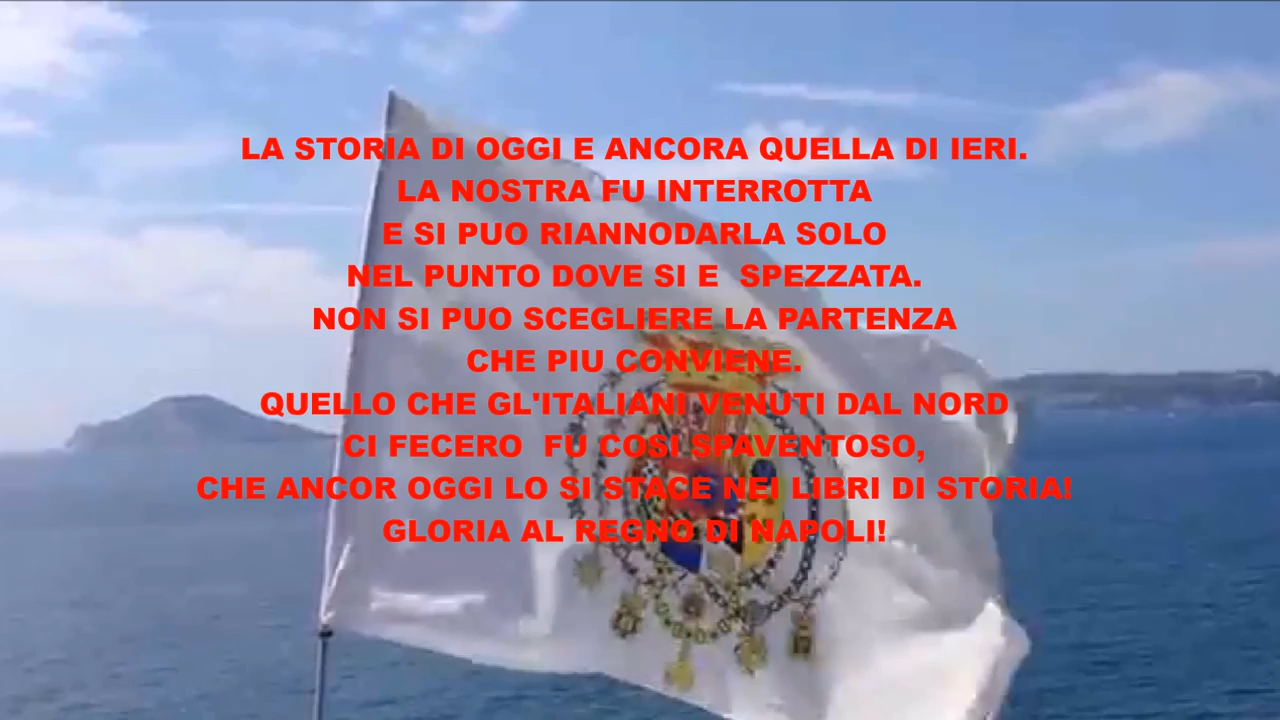 LA STORIA DI OGGI E ANCORA QUELLA DI IERI.
LA NOSTRA FU INTERROTTA
E SI PUO RIANNODARLA SOLO
NEL PUNTO DOVE SI E  SPEZZATA.
NON SI PUO SCEGLIERE LA PARTENZA
CHE PIU CONVIENE.
QUELLO CHE GL'ITALIANI VENUTI DAL NORD
CI FECERO  FU COSI SPAVENTOSO,
CHE ANCOR OGGI LO SI STACE NEI LIBRI DI STORIA!
GLORIA AL REGNO DI NAPOLI!